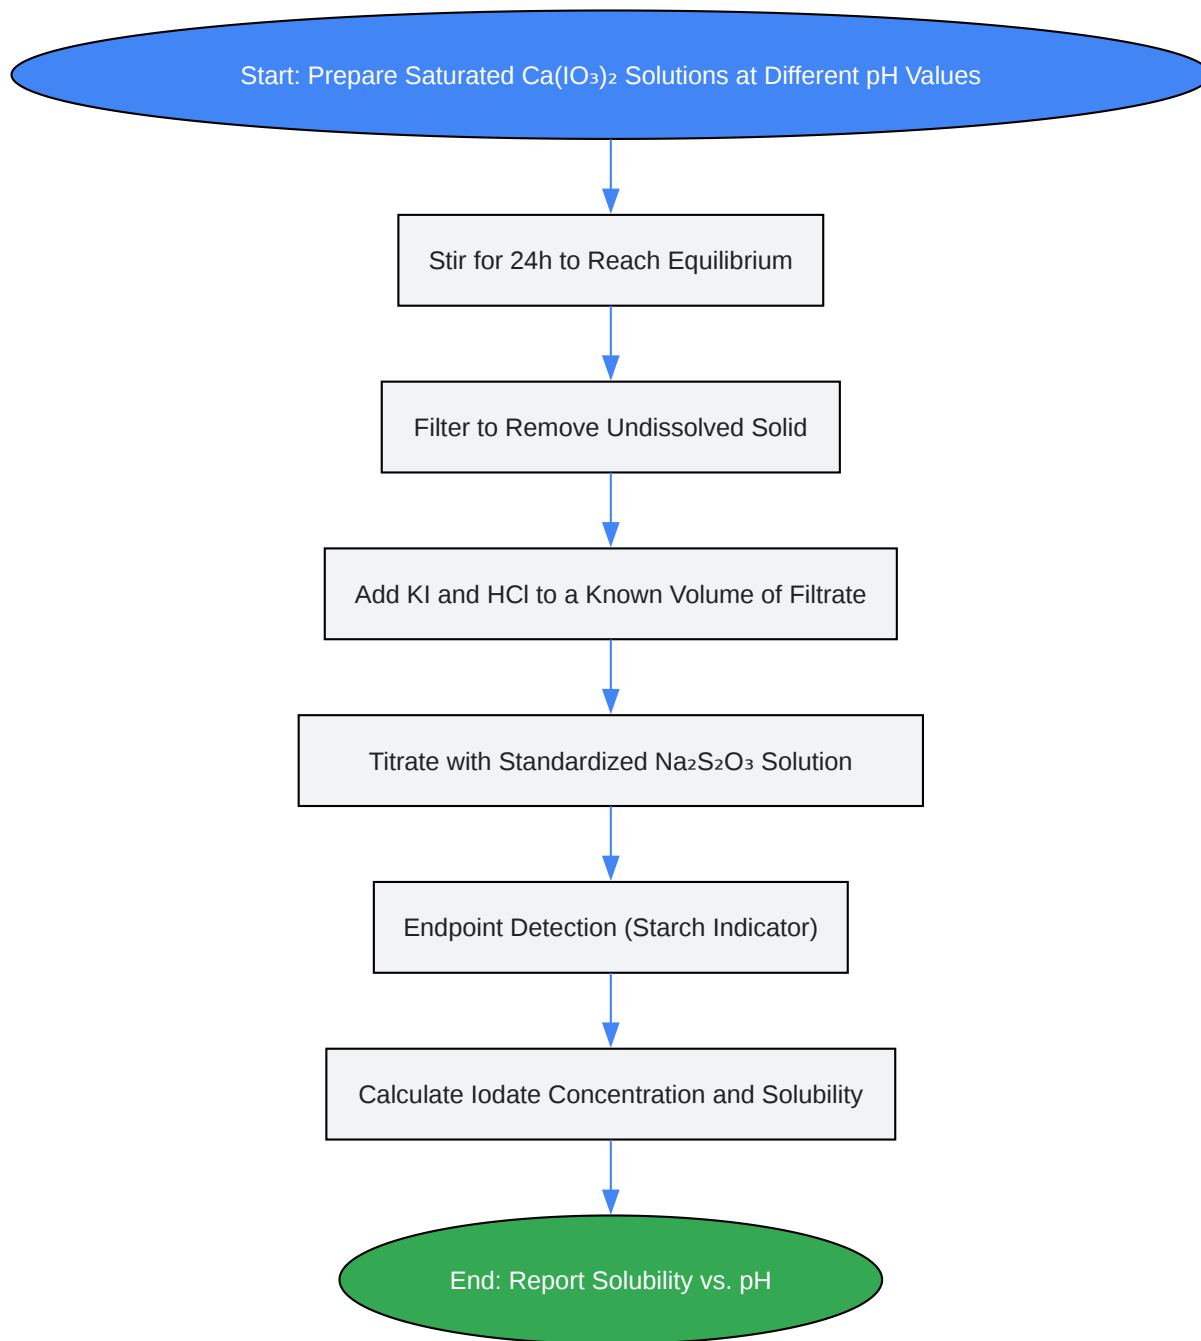 Start: Prepare Saturated Ca(IO₃)₂ Solutions at Different pH Values
Stir for 24h to Reach Equilibrium
Filter to Remove Undissolved Solid
Add KI and HCl to a Known Volume of Filtrate
Titrate with Standardized Na₂S₂O₃ Solution
Endpoint Detection (Starch Indicator)
Calculate Iodate Concentration and Solubility
End: Report Solubility vs. pH